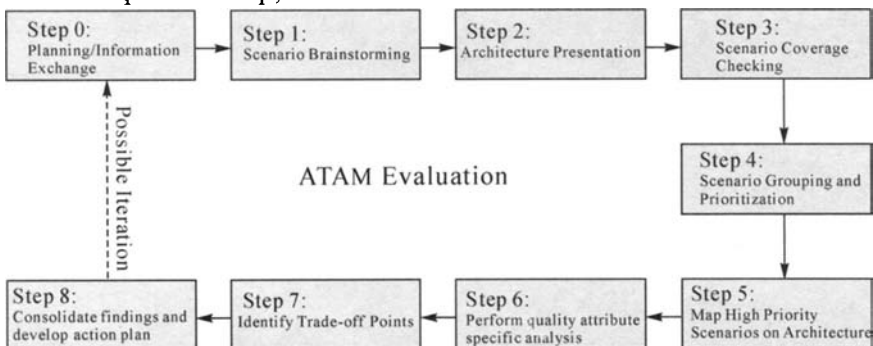 Step 0:
Planning/Information
Exchange
Step 1:
Scenario Brainstorming
Step 2:
Architecture Presentation
Step 3:
Scenario Coverage
Checking
Possible Iteration
ATAM Evaluation
Step 4:
Scenario Grouping and
Prioritization
Step 8:
Consolidate findings and
develop action plan
Step 7:
Identify Trade-off Points
Step 6:
Perform quality attribute
specific analysis
Step 5:
Map High Priority
Scenarios on Architecture